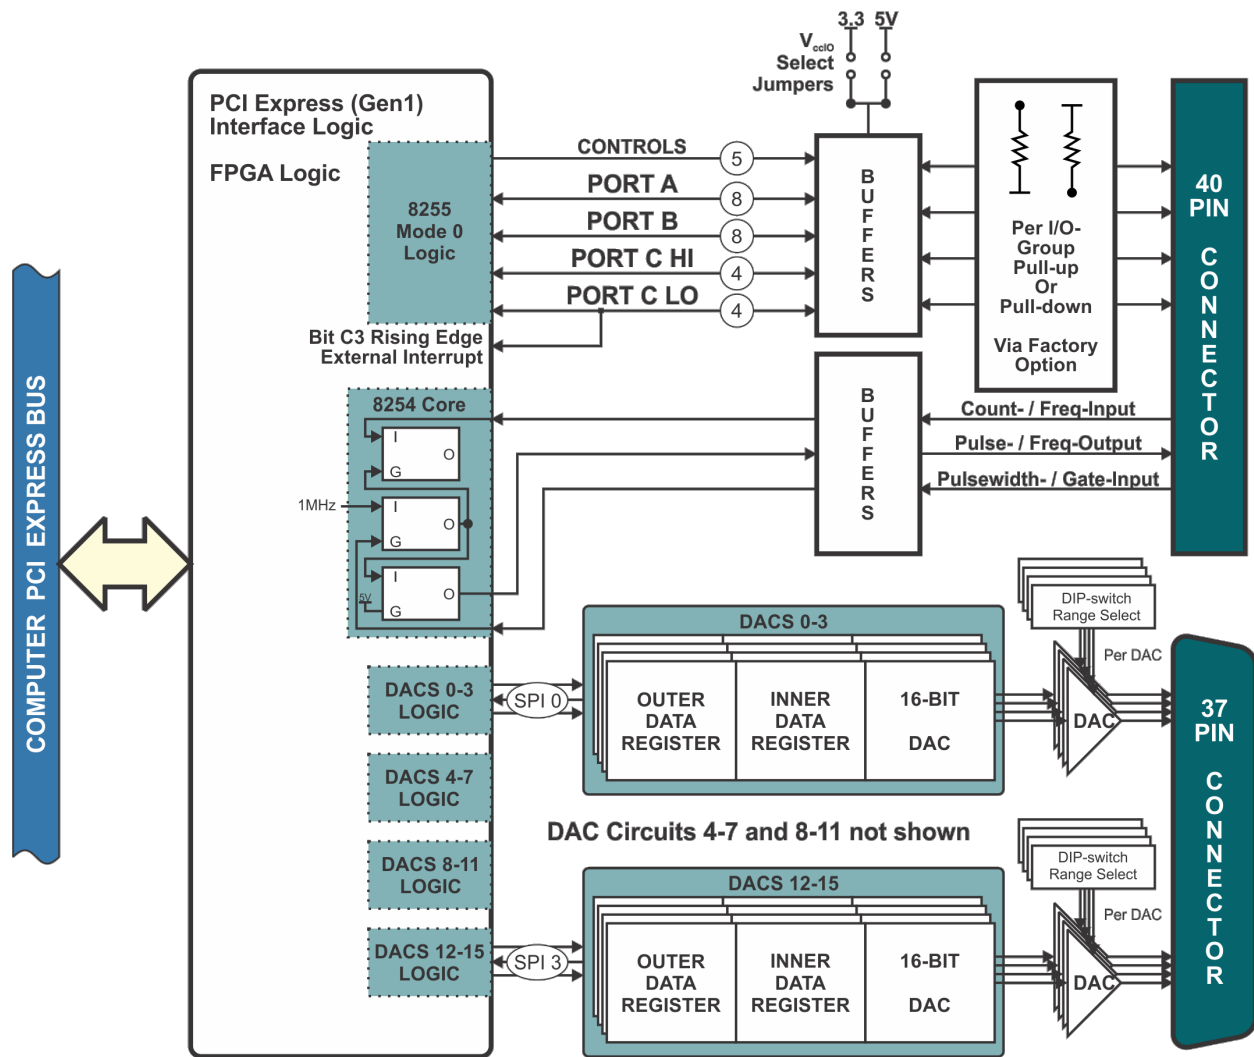 3.3 5V
VccIO
Select
Jumpers
PCI Express (Gen1)
Interface Logic
FPGA Logic
8255
Mode 0
Logic
CONTROLS
5
PORT A
8
PORT B
8
PORT C HI
4
PORT C LO
4
Bit C3 Rising Edge
External Interrupt
BUFFERS
Per I/O-
Group
Pull-up
Or
Pull-down
Via Factory
Option
40
PIN
CONNECTOR
8254 Core
I
O
G
1MHz
I
O
G
I
O
5V
G
BUFFERS
Count- / Freq-Input
Pulse- / Freq-Output
Pulsewidth- / Gate-Input
COMPUTER PCI EXPRESS BUS
DACS 0-3
LOGIC
SPI 0
DACS 4-7
LOGIC
DACS 8-11
LOGIC
DACS 12-15
LOGIC
SPI 3
DACS 0-3
OUTER
DATA
REGISTER
INNER
DATA
REGISTER
16-BIT
DAC
DIP-switch
Range Select
Per DAC
DAC
DAC Circuits 4-7 and 8-11 not shown
DACS 12-15
OUTER
DATA
REGISTER
INNER
DATA
REGISTER
16-BIT
DAC
DIP-switch
Range Select
Per DAC
DAC
37
PIN
CONNECTOR